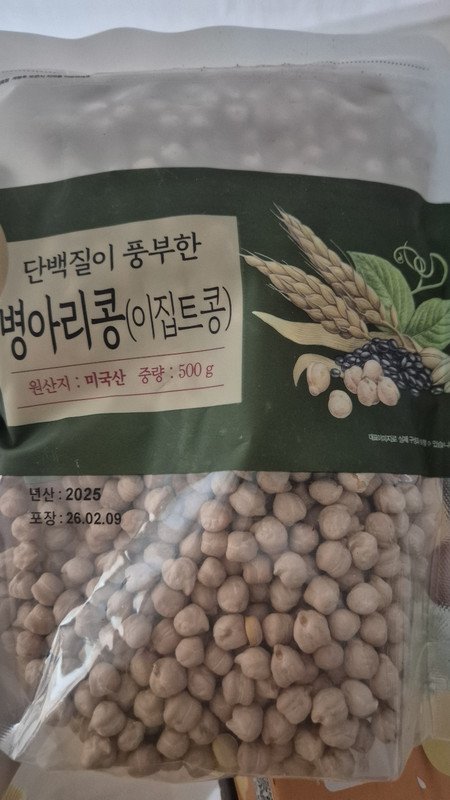 단백질이 풍부한
병아리콩(이집트콩)
원산지 : 미국산 중량 : 500 g
년산 : 2025
포장 : 26.02.09